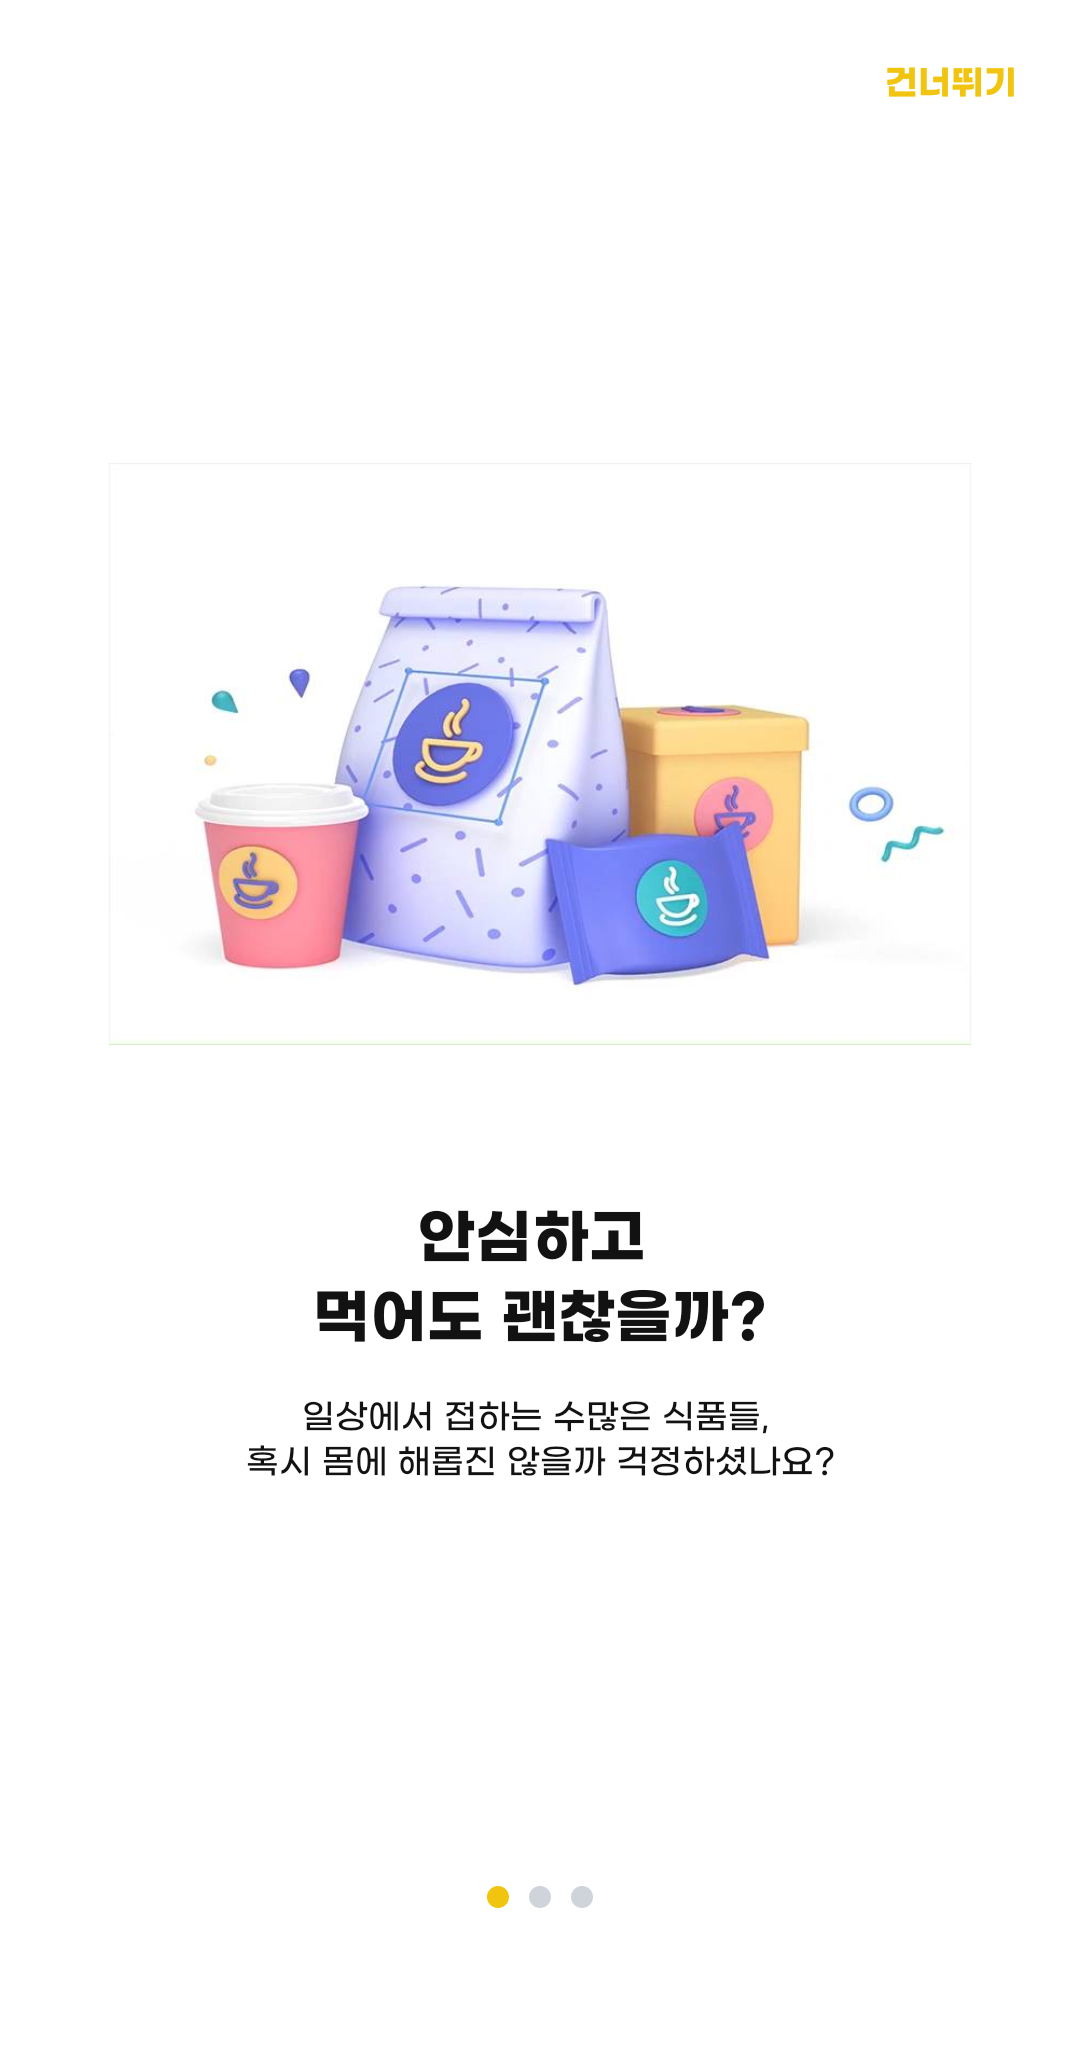 건너뛰기
안심하고
먹어도 괜찮을까?
일상에서 접하는 수많은 식품들,
혹시 몸에 해롭진 않을까 걱정하셨나요?